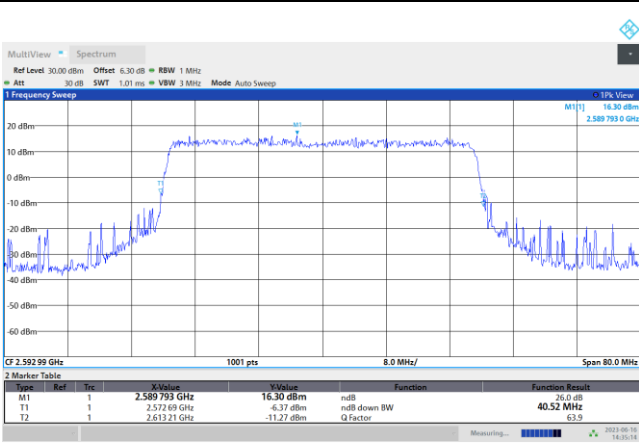 MultiView Spectrum
Ref Level 30.00 dBm Offset 6.30 dB RBW 1 MHz
Att 30 dB SWT 1.01 ms VBW 3 MHz Mode Auto Sweep
1 Frequency Sweep 1Pk View
M1[1] 16.30 dBm
2.589 793 0 GHz
M1
20 dBm
10 dBm
0 dBm
T1
-10 dBm
-20 dBm
-30 dBm
-40 dBm
-50 dBm
-60 dBm
CF 2.592 99 GHz 1001 pts 8.0 MHz/ Span 80.0 MHz
2 Marker Table
Type Ref Trc X-Value Y-Value Function Function Result
M1 1 2.589 793 GHz 16.30 dBm ndB 26.0 dB
T1 1 2.572 69 GHz -6.37 dBm ndB down BW 40.52 MHz
T2 1 2.613 21 GHz -11.27 dBm Q Factor 63.9
Measuring... 2023-08-16
14:35:14